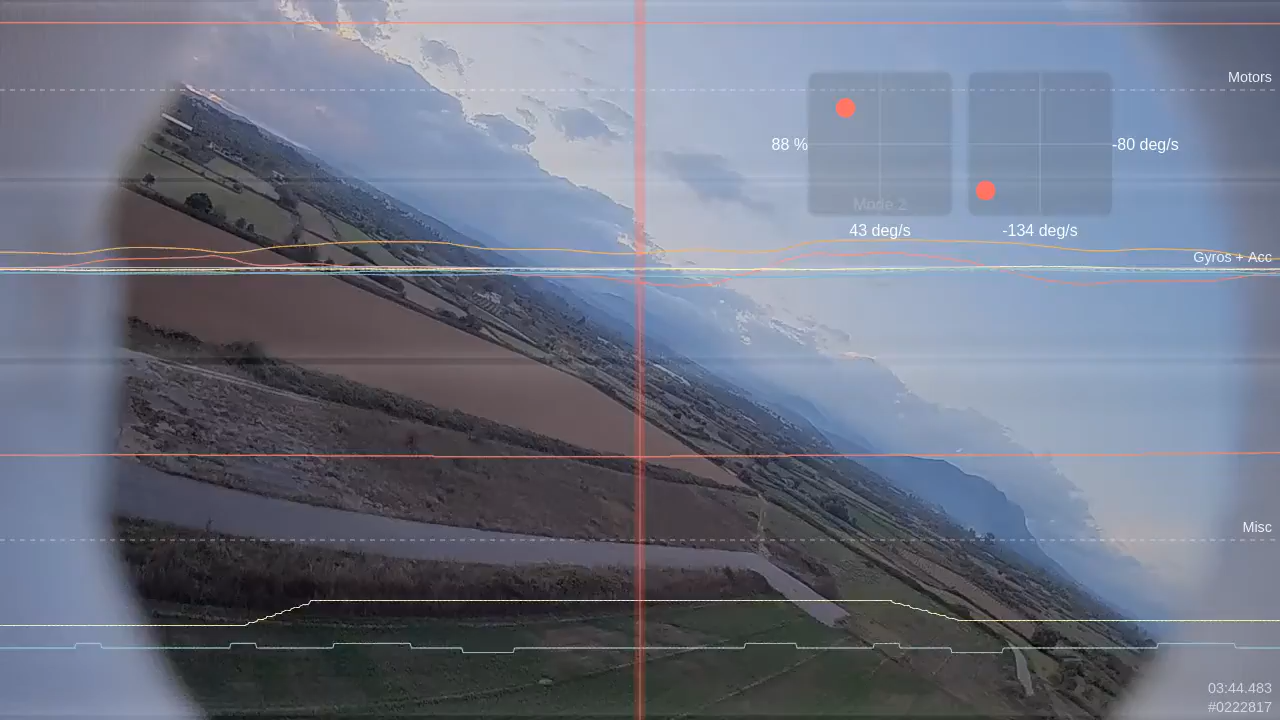 Motors
88 %
-80 deg/s
Mode 2
43 deg/s
-134 deg/s
Gyros + Acc
Misc
03:44.483
#0222817